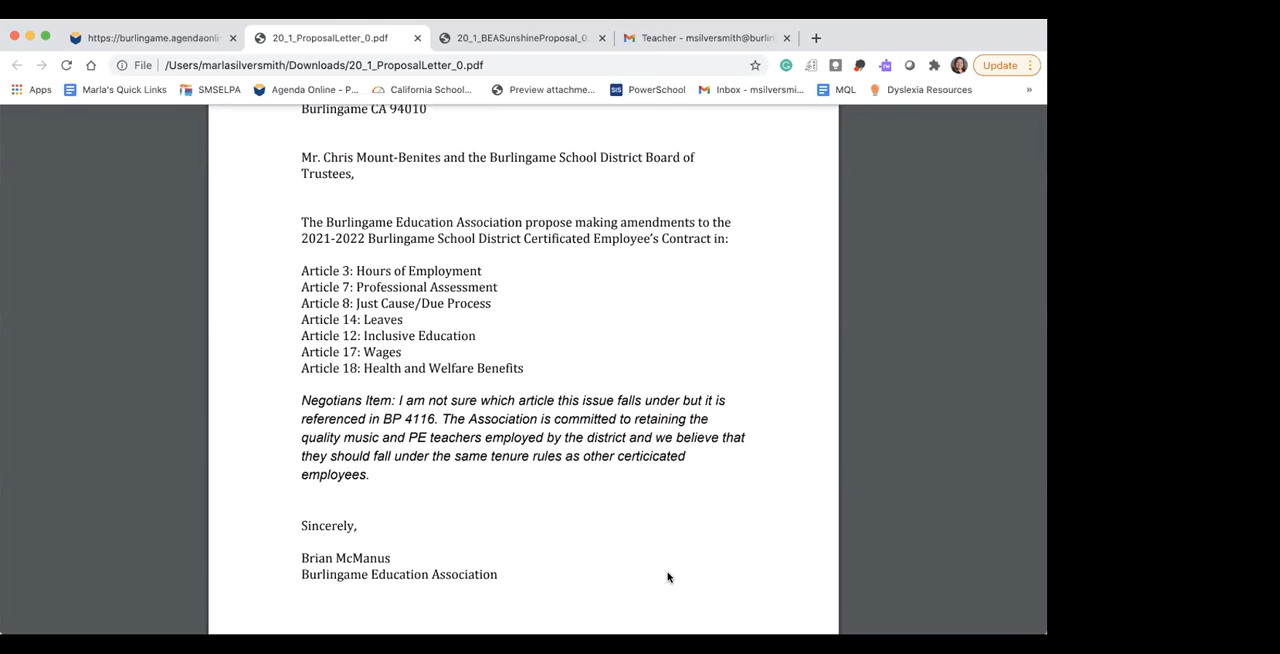 https://burlingame.agendaonli
20_1_ProposalLetter_0.pdf
20_1_BEASunshineProposal_0.
Teacher - msilversmith@burlin
File
/Users/marlasilversmith/Downloads/20_1_ProposalLetter_0.pdf
Update
Apps
Marla's Quick Links
SMSELPA
Agenda Online - P...
California School...
Preview attachme...
SIS PowerSchool
Inbox - msilversmi...
MQL
Dyslexia Resources
»
Burlingame CA 94010
Mr. Chris Mount-Benites and the Burlingame School District Board of
Trustees,
The Burlingame Education Association propose making amendments to the
2021-2022 Burlingame School District Certificated Employee's Contract in:
Article 3: Hours of Employment
Article 7: Professional Assessment
Article 8: Just Cause/Due Process
Article 14: Leaves
Article 12: Inclusive Education
Article 17: Wages
Article 18: Health and Welfare Benefits
Negotians Item: I am not sure which article this issue falls under but it is
referenced in BP 4116. The Association is committed to retaining the
quality music and PE teachers employed by the district and we believe that
they should fall under the same tenure rules as other certicicated
employees.
Sincerely,
Brian McManus
Burlingame Education Association